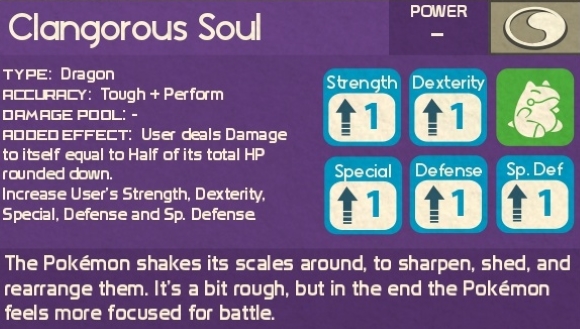 Clangorous Soul
POWER
–
TYPE: Dragon
ACCURACY: Tough + Perform
DAMAGE POOL: -
ADDED EFFECT: User deals Damage
to itself equal to Half of its total HP
rounded down.
Increase User's Strength, Dexterity,
Special, Defense and Sp. Defense.
Strength
1
Dexterity
1
Special
1
Defense
1
Sp. Def
1
The Pokémon shakes its scales around, to sharpen, shed, and
rearrange them. It's a bit rough, but in the end the Pokémon
feels more focused for battle.